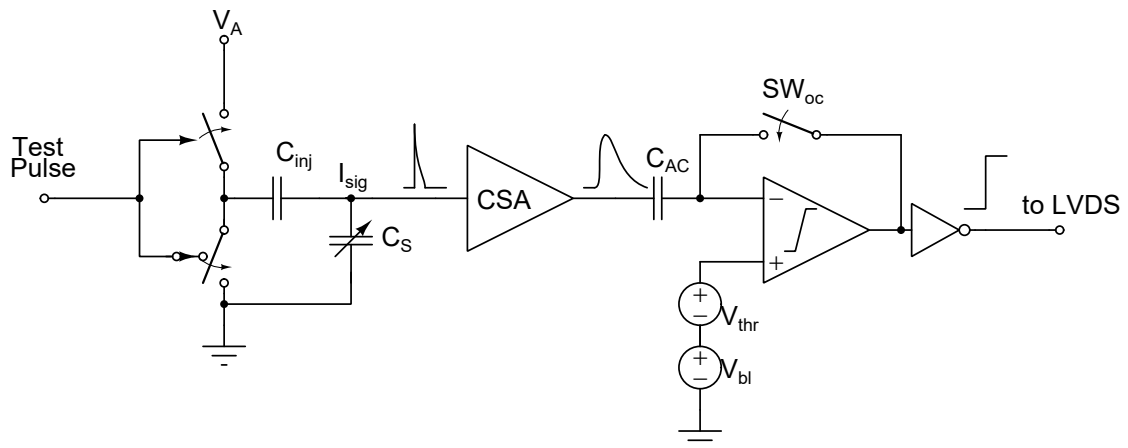 V_A
SW_oc
Test
Pulse
C_inj
I_sig
C_AC
CSA
C_S
−
+
to LVDS
+
−
V_thr
+
−
V_bl